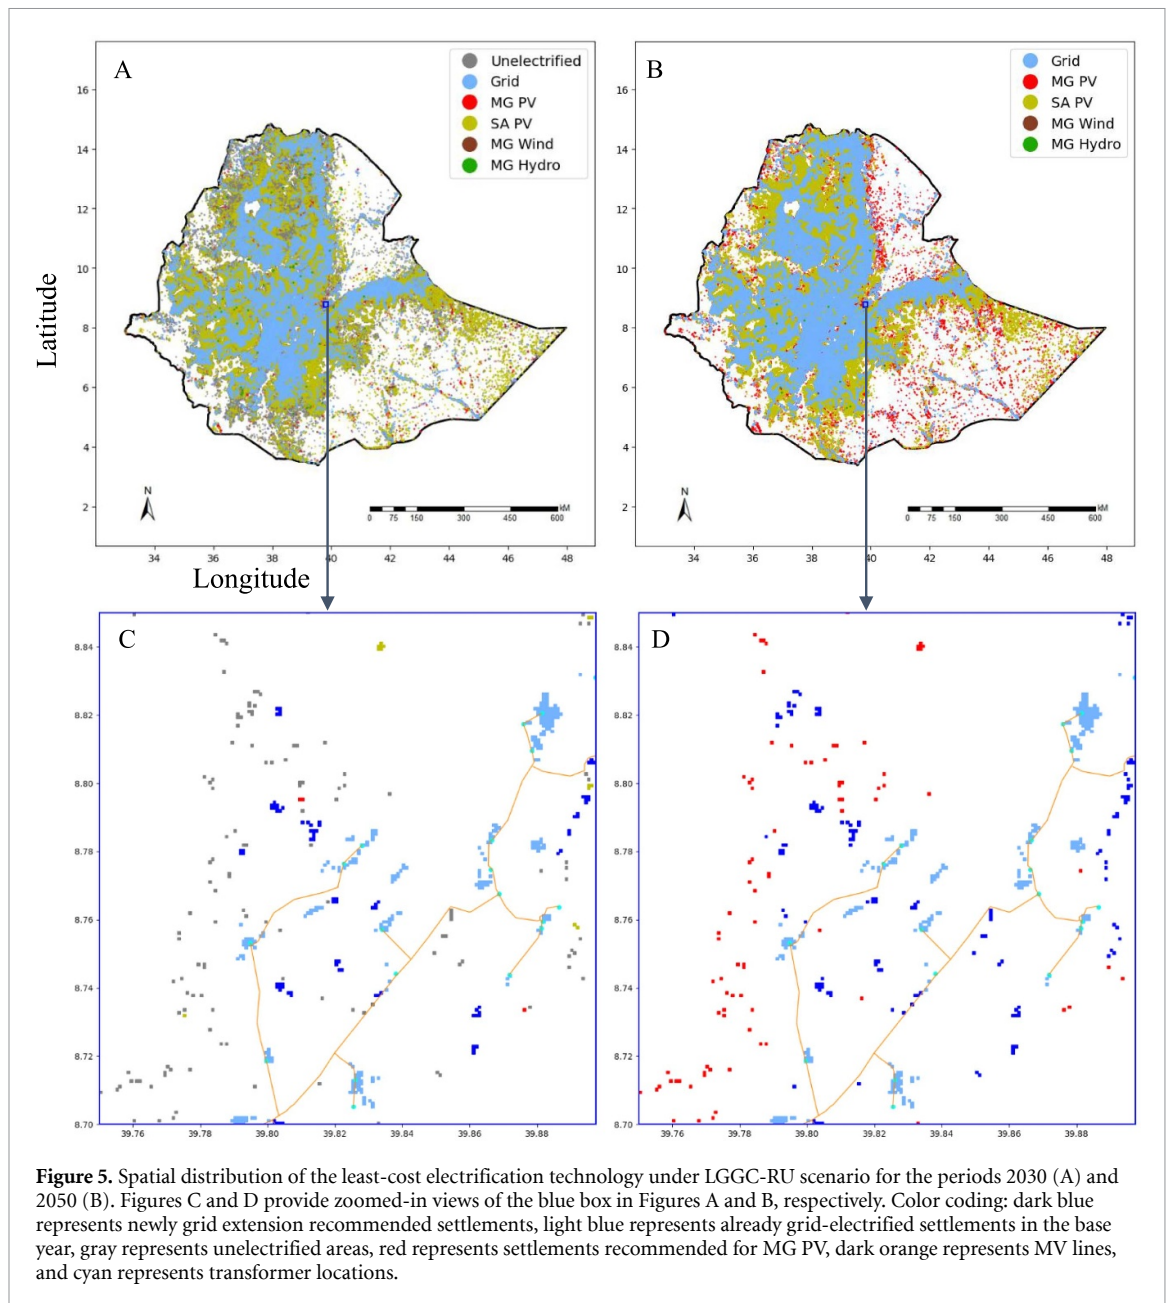 A
Unelectrified
Grid
MG PV
SA PV
MG Wind
MG Hydro
16
14
12
10
8
6
4
2
N
0 75 150 300 450 600 kM
34 36 38 40 42 44 46 48
Latitude
Longitude
B
Grid
MG PV
SA PV
MG Wind
MG Hydro
16
14
12
10
8
6
4
2
N
0 75 150 300 450 600 kM
34 36 38 40 42 44 46 48
C
8.84
8.82
8.80
8.78
8.76
8.74
8.72
8.70
39.76 39.78 39.80 39.82 39.84 39.86 39.88
D
8.84
8.82
8.80
8.78
8.76
8.74
8.72
8.70
39.76 39.78 39.80 39.82 39.84 39.86 39.88
Figure 5. Spatial distribution of the least-cost electrification technology under LGGC-RU scenario for the periods 2030 (A) and
2050 (B). Figures C and D provide zoomed-in views of the blue box in Figures A and B, respectively. Color coding: dark blue
represents newly grid extension recommended settlements, light blue represents already grid-electrified settlements in the base
year, gray represents unelectrified areas, red represents settlements recommended for MG PV, dark orange represents MV lines,
and cyan represents transformer locations.